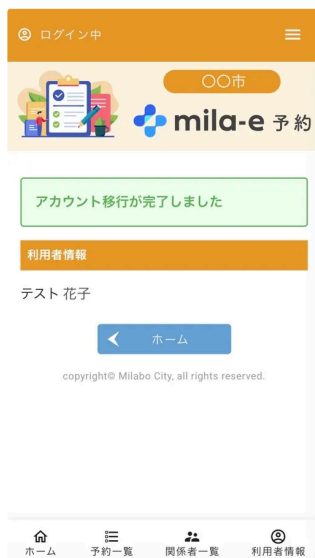 ログイン中
〇〇市
mila-e 予約
アカウント移行が完了しました
利用者情報
テスト 花子
ホーム
copyright© Milabo City, all rights reserved.
ホーム 予約一覧 関係者一覧 利用者情報